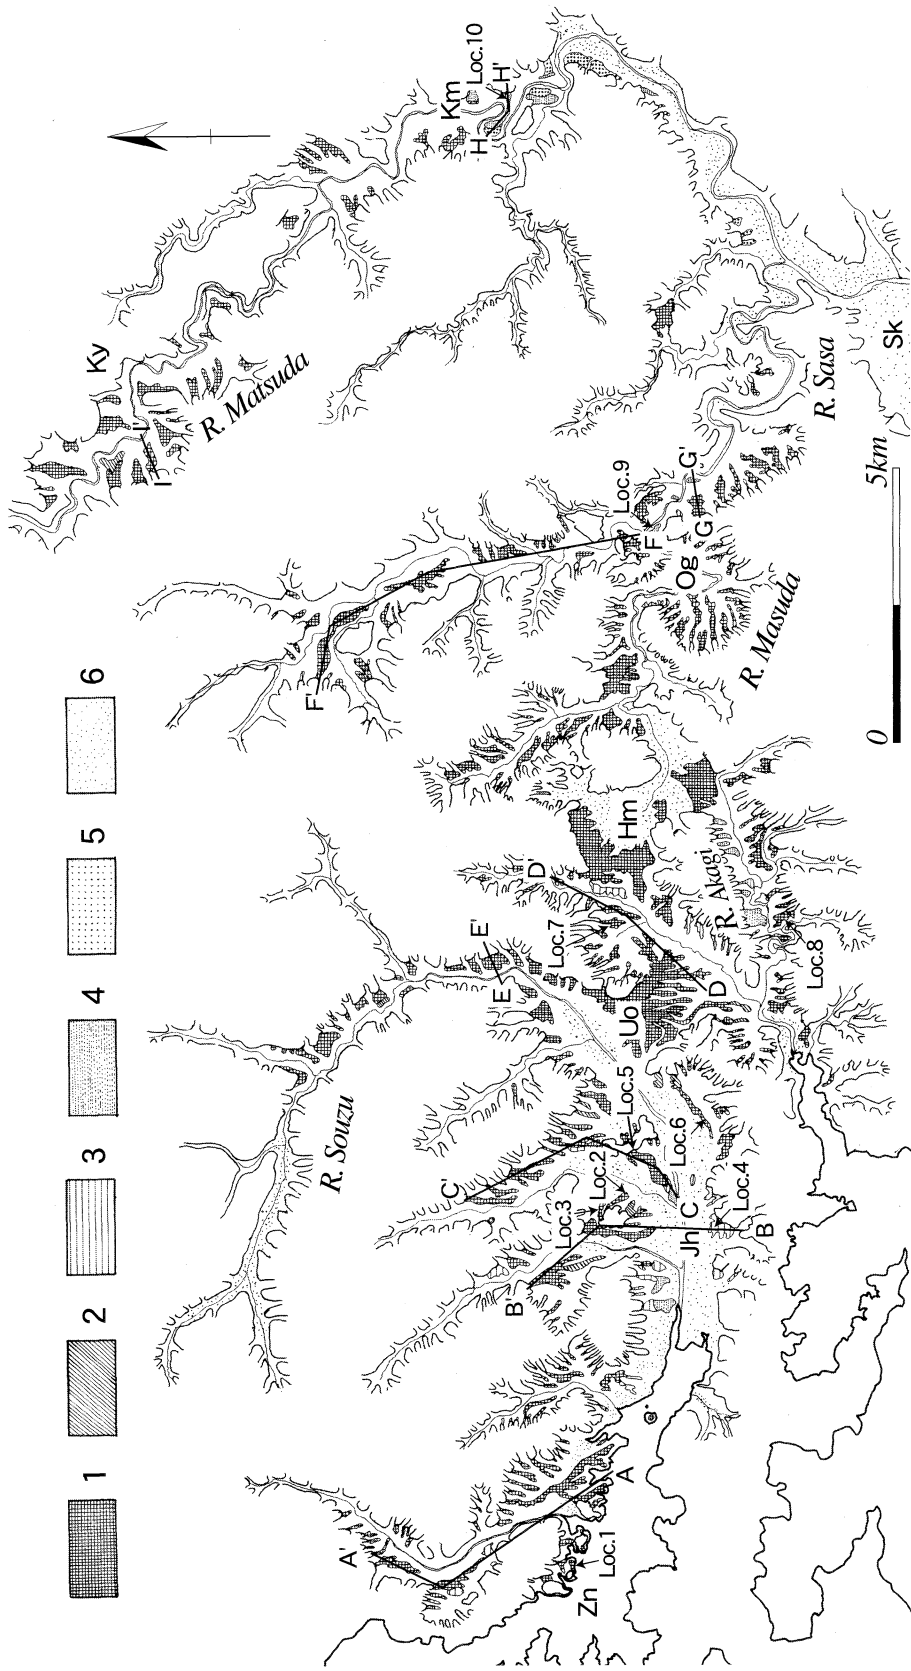 1
2
3
4
5
6
Ky
R. Matsuda
I
I'
Km
Loc.10
H
H'
R. Sasa
Sk
5km
0
Loc.9
F
F'
G
G'
Og
R. Masuda
Hm
R. Akagi
D'
D
Loc.7
Loc.8
E'
E
Uo
R. Souzu
Loc.5
Loc.6
C'
C
Loc.2
Loc.3
Loc.4
Jh
B'
B
A'
A
Loc.1
Zn